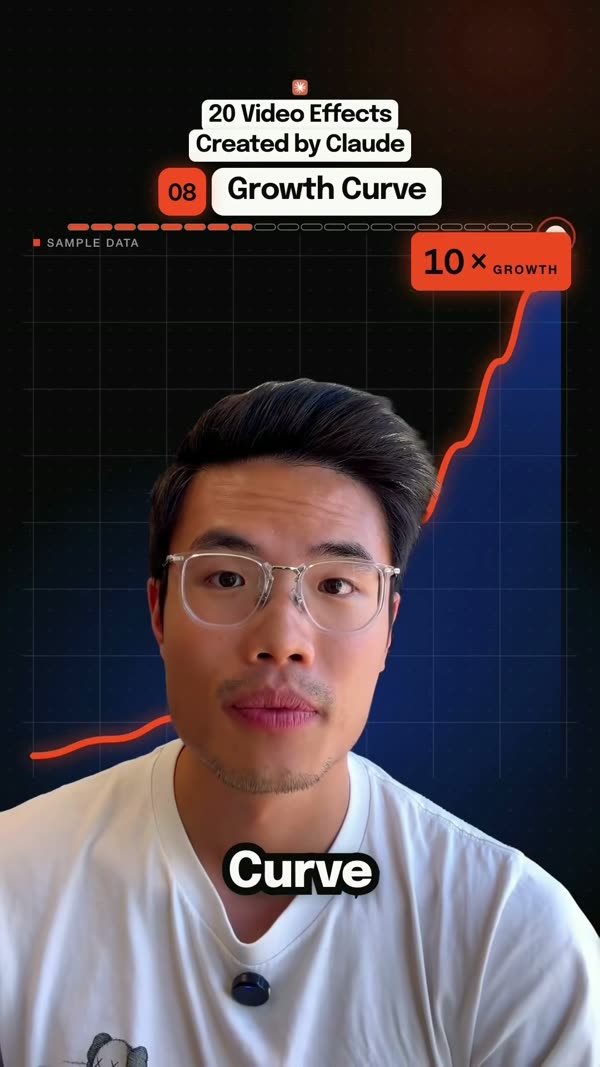 20 Video Effects
Created by Claude
08 Growth Curve
SAMPLE DATA
10× GROWTH
Curve